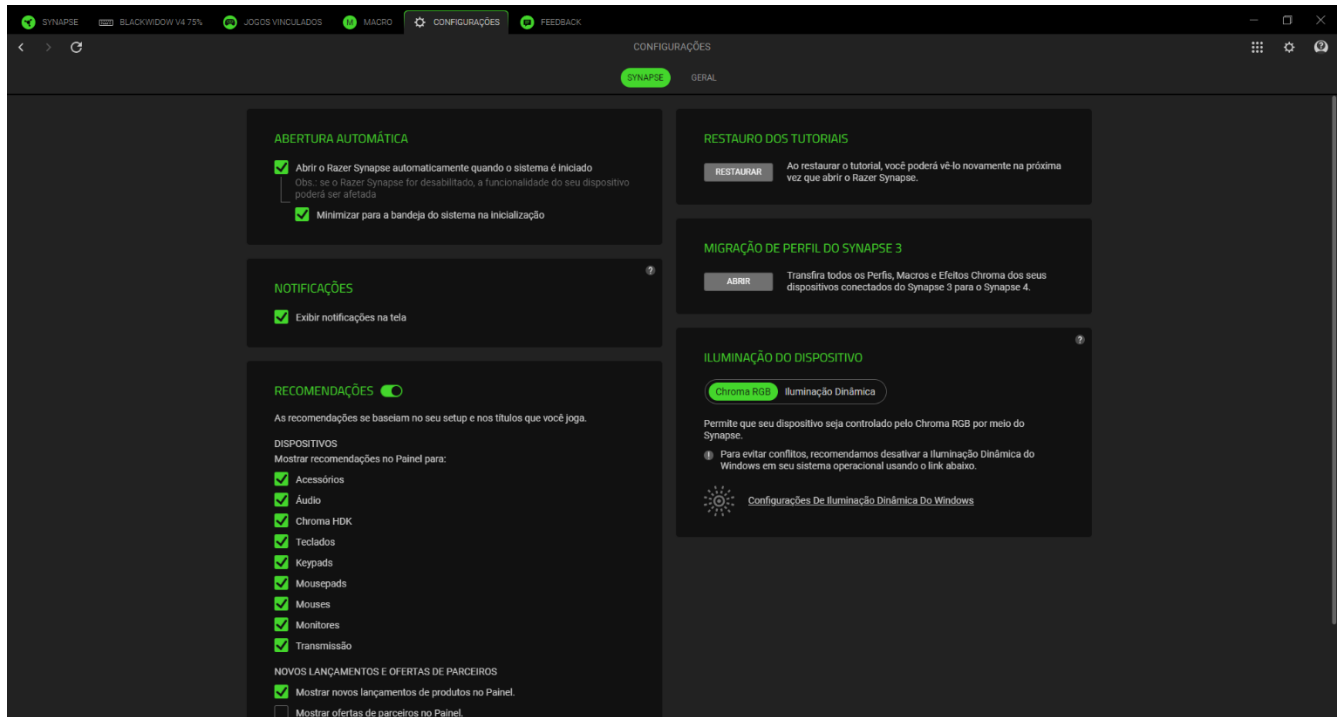 SYNAPSE
BLACKWIDOW V4 75%
JOGOS VINCULADOS
M
MACRO
CONFIGURAÇÕES
FEEDBACK
CONFIGURAÇÕES
SYNAPSE
GERAL
ABERTURA AUTOMÁTICA
Abrir o Razer Synapse automaticamente quando o sistema é iniciado
Obs.: se o Razer Synapse for desabilitado, a funcionalidade do seu dispositivo
poderá ser afetada
Minimizar para a bandeja do sistema na inicialização
NOTIFICAÇÕES
?
Exibir notificações na tela
RECOMENDAÇÕES
As recomendações se baseiam no seu setup e nos títulos que você joga.
DISPOSITIVOS
Mostrar recomendações no Painel para:
Acessórios
Áudio
Chroma HDK
Teclados
Keypads
Mousepads
Mouses
Monitores
Transmissão
NOVOS LANÇAMENTOS E OFERTAS DE PARCEIROS
Mostrar novos lançamentos de produtos no Painel.
Mostrar ofertas de parceiros no Painel.
RESTAURO DOS TUTORIAIS
RESTAURAR
Ao restaurar o tutorial, você poderá vê-lo novamente na próxima
vez que abrir o Razer Synapse.
MIGRAÇÃO DE PERFIL DO SYNAPSE 3
ABRIR
Transfira todos os Perfis, Macros e Efeitos Chroma dos seus
dispositivos conectados do Synapse 3 para o Synapse 4.
?
ILUMINAÇÃO DO DISPOSITIVO
Chroma RGB
Iluminação Dinâmica
Permite que seu dispositivo seja controlado pelo Chroma RGB por meio do
Synapse.
Para evitar conflitos, recomendamos desativar a Iluminação Dinâmica do
Windows em seu sistema operacional usando o link abaixo.
Configurações De Iluminação Dinâmica Do Windows